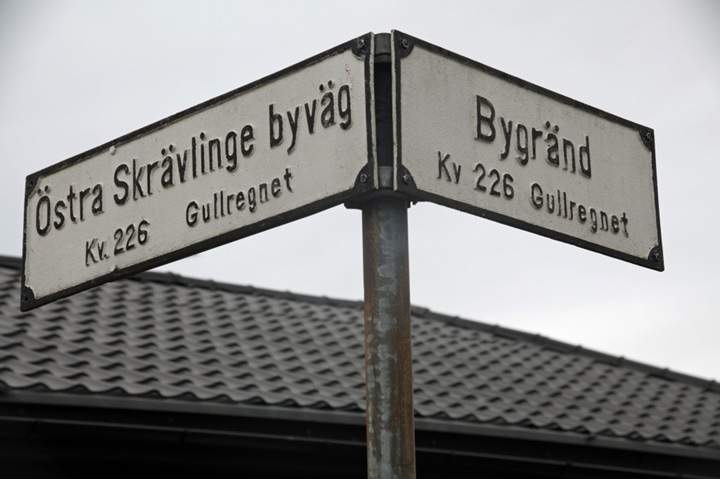 Östra Skrävlinge byväg
Kv. 226 Gullregnet
Bygränd
Kv 226 Gullregnet